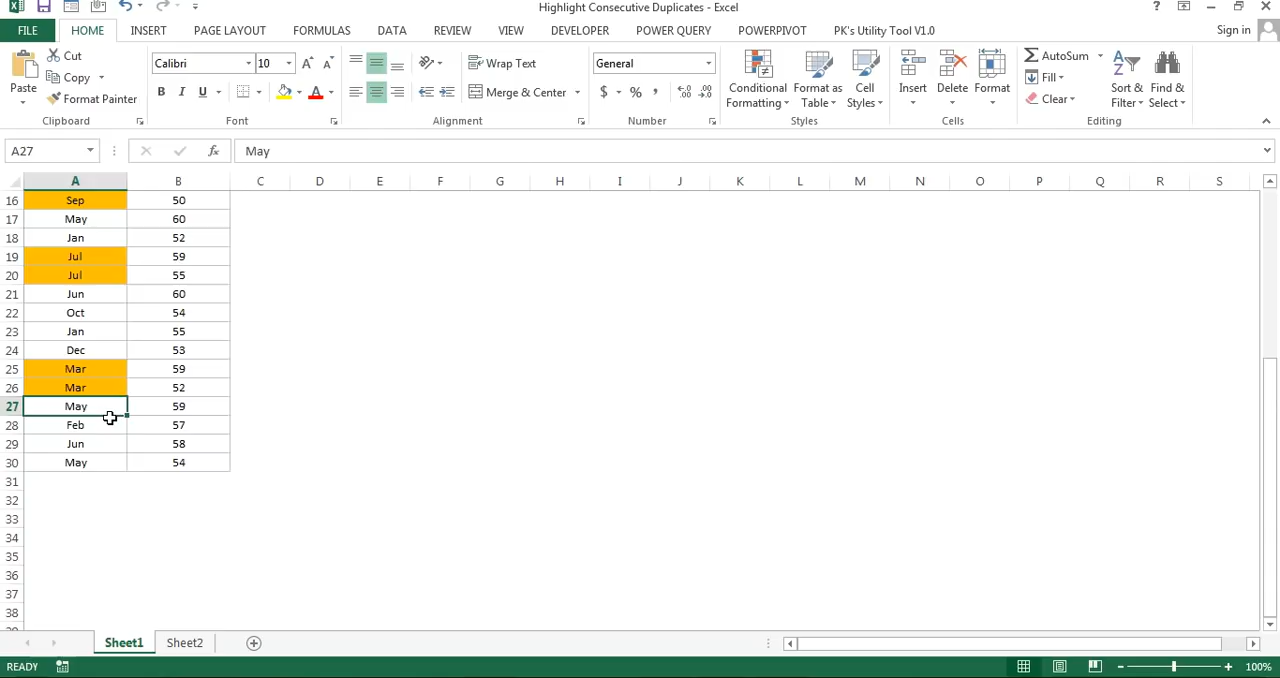 Highlight Consecutive Duplicates - Excel
?
FILE HOME INSERT PAGE LAYOUT FORMULAS DATA REVIEW VIEW DEVELOPER POWER QUERY POWERPIVOT PK's Utility Tool V1.0 Sign in
Paste
Cut
Copy
Format Painter
Clipboard
Calibri 10
B I U
Font
Wrap Text
Merge & Center
Alignment
General
$ % ,
Number
Conditional Formatting
Format as Table
Cell Styles
Styles
Insert Delete Format
Cells
AutoSum
Fill
Clear
Sort & Filter
Find & Select
Editing
A27 fx May
A B C D E F G H I J K L M N O P Q R S
16 Sep 50
17 May 60
18 Jan 52
19 Jul 59
20 Jul 55
21 Jun 60
22 Oct 54
23 Jan 55
24 Dec 53
25 Mar 59
26 Mar 52
27 May 59
28 Feb 57
29 Jun 58
30 May 54
31
32
33
34
35
36
37
38
Sheet1 Sheet2
READY 100%